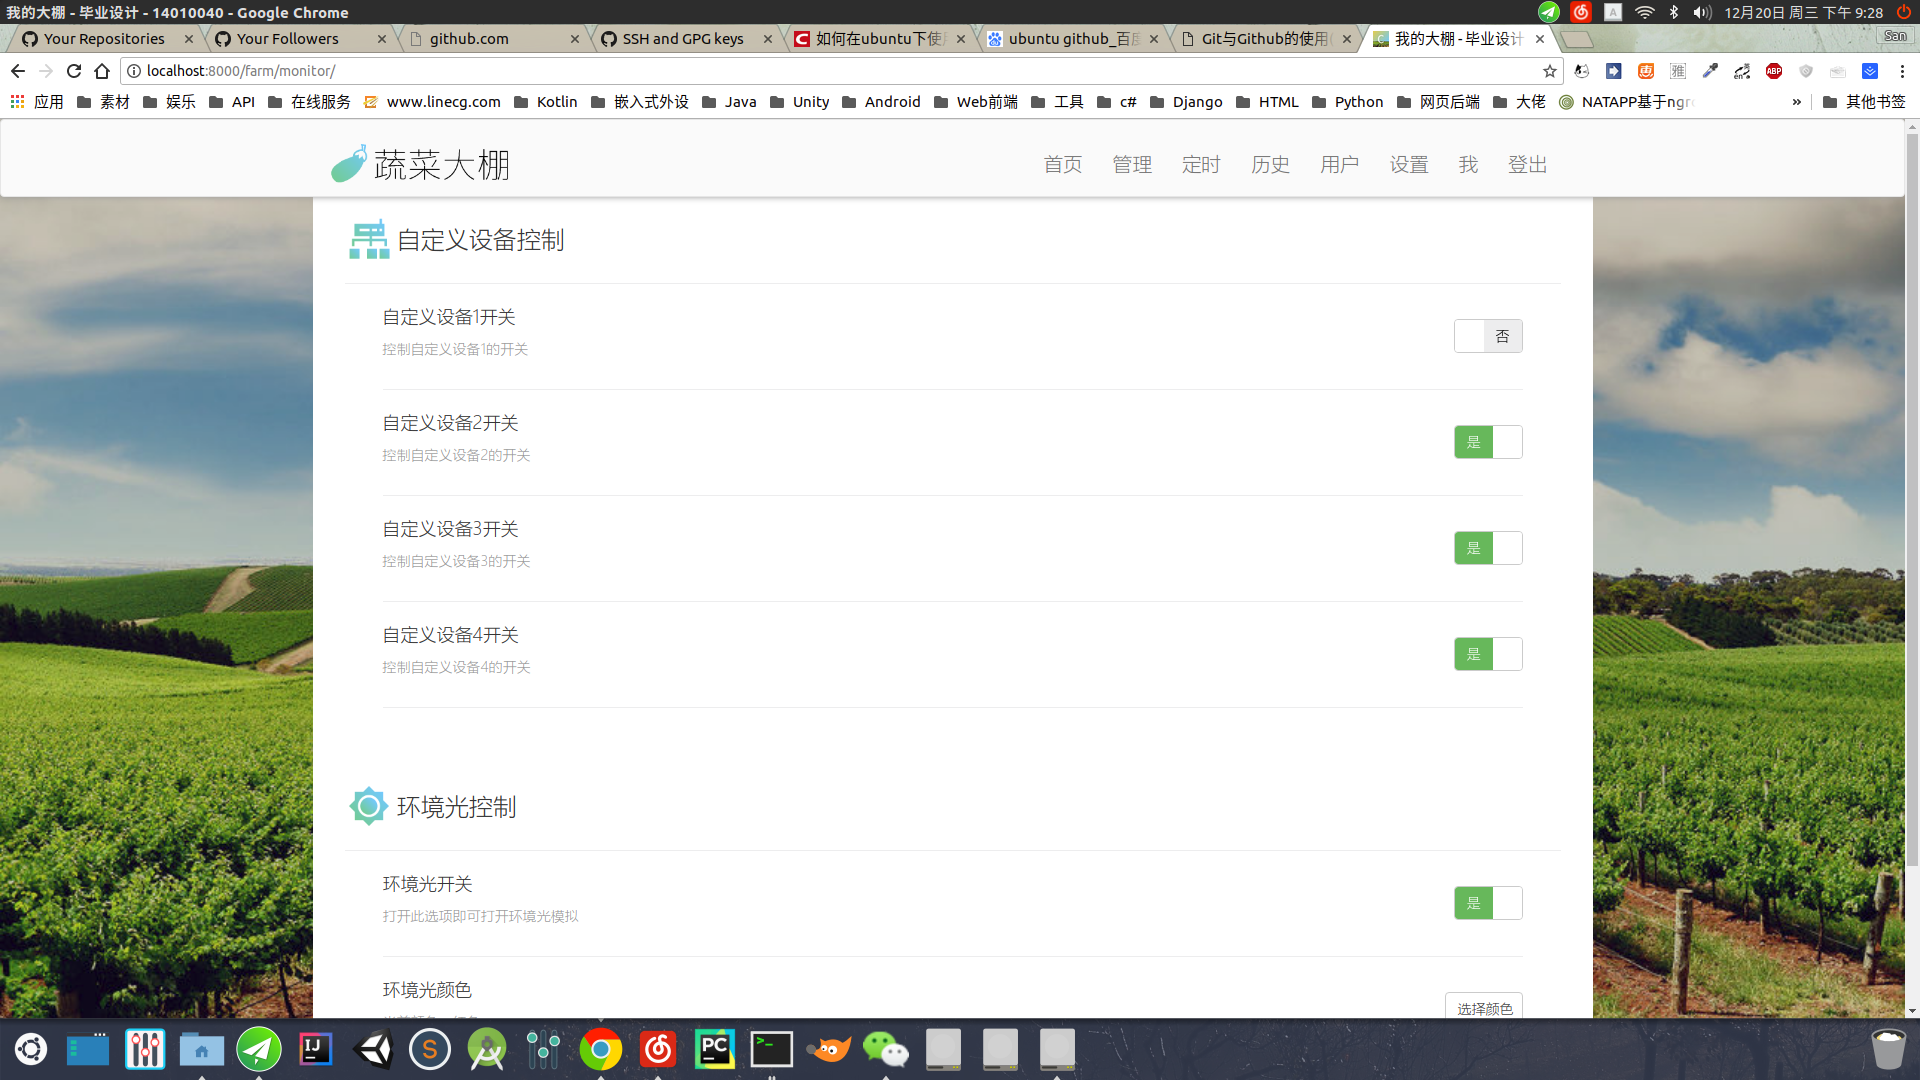 我的大棚 - 毕业设计 - 14010040 - Google Chrome
12月20日 周三 下午 9:28
Your Repositories
Your Followers
github.com
SSH and GPG keys
如何在ubuntu下使
ubuntu github_百
Git与Github的使用
我的大棚 - 毕业设计
San
localhost:8000/farm/monitor/
应用
素材
娱乐
API
在线服务
www.linecg.com
Kotlin
嵌入式外设
Java
Unity
Android
Web前端
工具
c#
Django
HTML
Python
网页后端
大佬
NATAPP基于ngr
»
其他书签
蔬菜大棚
首页 管理 定时 历史 用户 设置 我 登出
自定义设备控制
自定义设备1开关
控制自定义设备1的开关
否
自定义设备2开关
控制自定义设备2的开关
是
自定义设备3开关
控制自定义设备3的开关
是
自定义设备4开关
控制自定义设备4的开关
是
环境光控制
环境光开关
打开此选项即可打开环境光模拟
是
环境光颜色
选择颜色